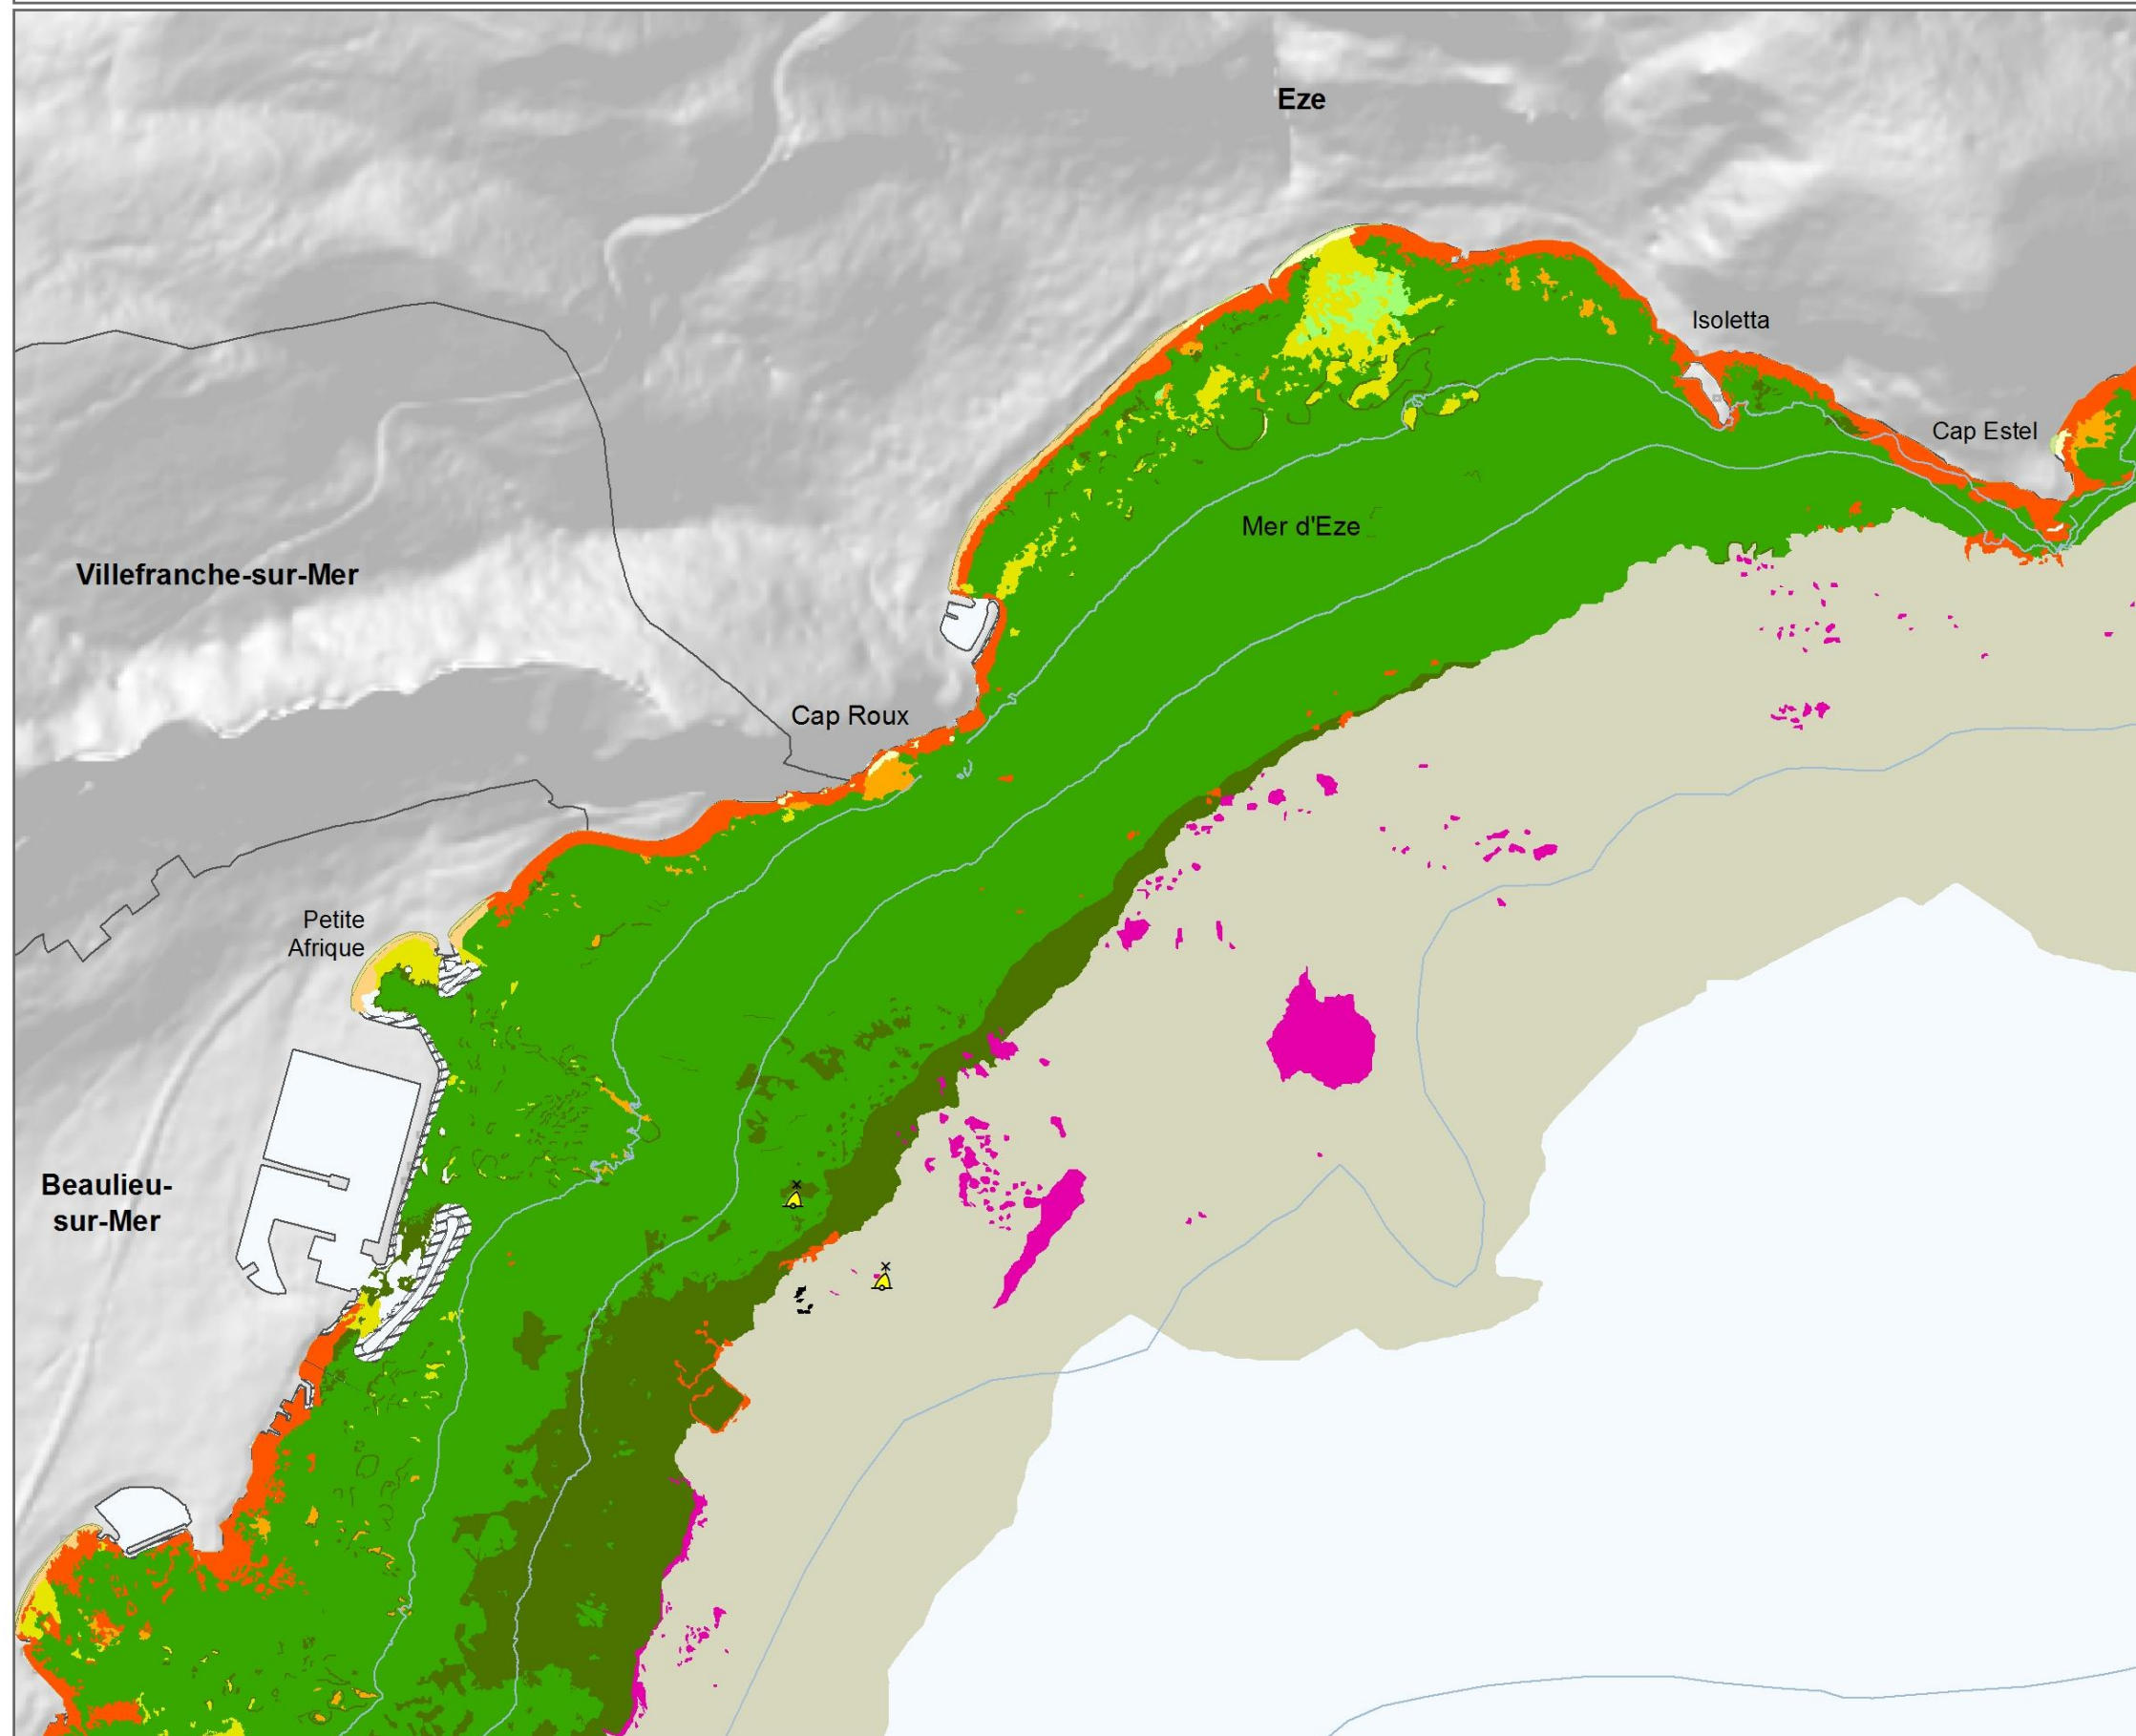 Eze
Isoletta
Cap Estel
Mer d'Eze
Villefranche-sur-Mer
Cap Roux
Petite
Afrique
Beaulieu-
sur-Mer